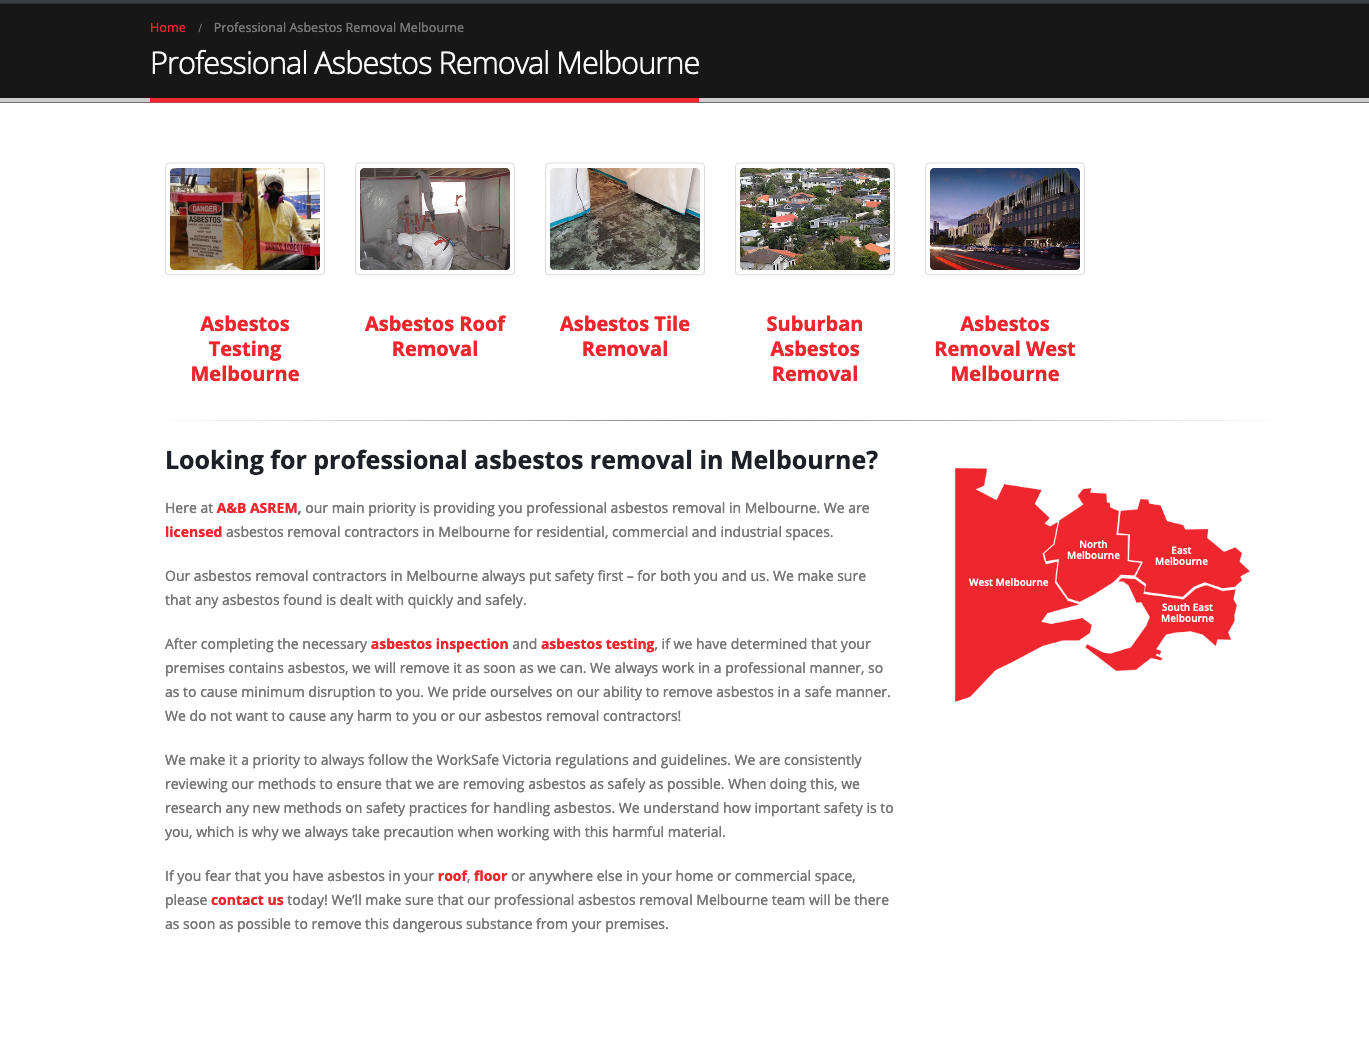 Home / Professional Asbestos Removal Melbourne
Professional Asbestos Removal Melbourne
DANGER
ASBESTOS
Asbestos
Testing
Melbourne
Asbestos Roof
Removal
Asbestos Tile
Removal
Suburban
Asbestos
Removal
Asbestos
Removal West
Melbourne
Looking for professional asbestos removal in Melbourne?
Here at A&B ASREM, our main priority is providing you professional asbestos removal in Melbourne. We are
licensed asbestos removal contractors in Melbourne for residential, commercial and industrial spaces.
Our asbestos removal contractors in Melbourne always put safety first – for both you and us. We make sure
that any asbestos found is dealt with quickly and safely.
After completing the necessary asbestos inspection and asbestos testing, if we have determined that your
premises contains asbestos, we will remove it as soon as we can. We always work in a professional manner, so
as to cause minimum disruption to you. We pride ourselves on our ability to remove asbestos in a safe manner.
We do not want to cause any harm to you or our asbestos removal contractors!
We make it a priority to always follow the WorkSafe Victoria regulations and guidelines. We are consistently
reviewing our methods to ensure that we are removing asbestos as safely as possible. When doing this, we
research any new methods on safety practices for handling asbestos. We understand how important safety is to
you, which is why we always take precaution when working with this harmful material.
If you fear that you have asbestos in your roof, floor or anywhere else in your home or commercial space,
please contact us today! We'll make sure that our professional asbestos removal Melbourne team will be there
as soon as possible to remove this dangerous substance from your premises.
West Melbourne
North
Melbourne
East
Melbourne
South East
Melbourne